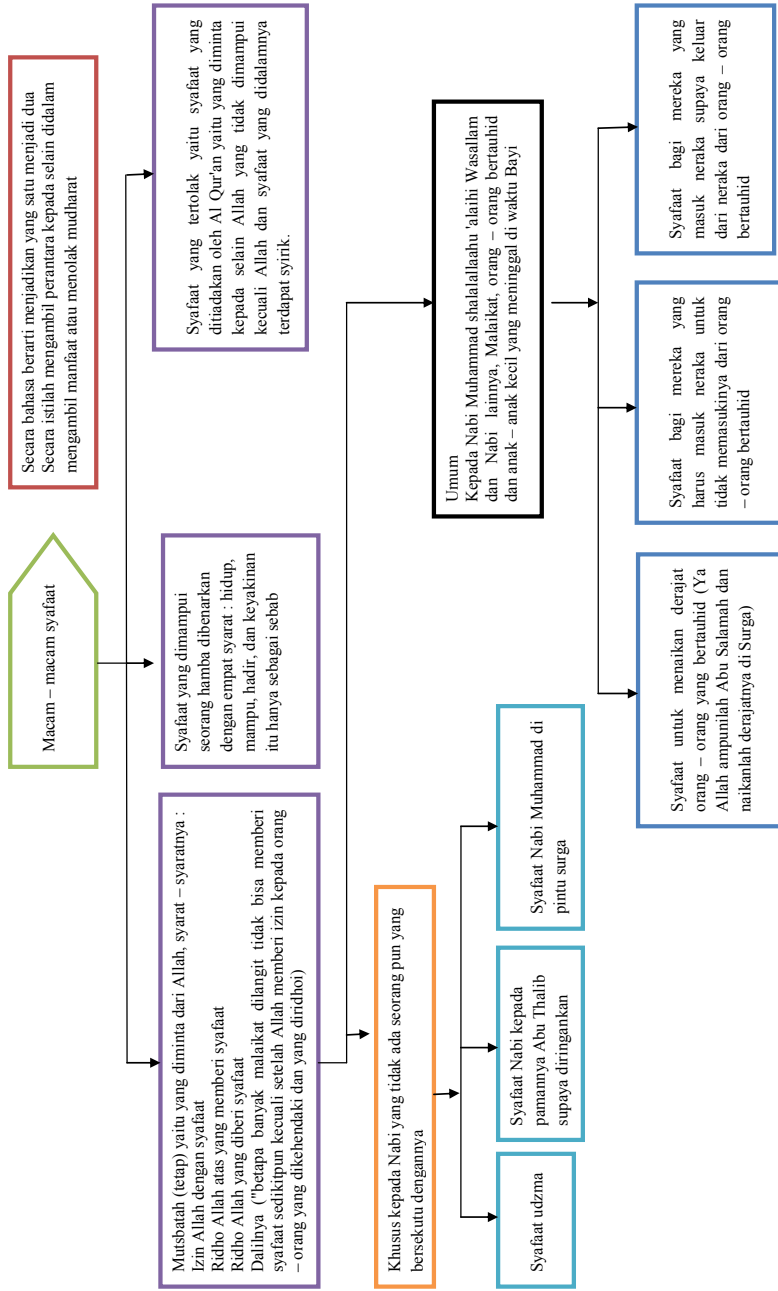 Macam – macam syafaat
Secara bahasa berarti menjadikan yang satu menjadi dua
Secara istilah mengambil perantara kepada selain didalam
mengambil manfaat atau menolak mudharat
Mutsbatah (tetap) yaitu yang diminta dari Allah, syarat – syaratnya :
Izin Allah dengan syafaat
Ridho Allah atas yang memberi syafaat
Ridho Allah yang diberi syafaat
Dalihya ("betapa banyak malaikat dilangit tidak bisa memberi
syafaat sedikitpun kecuali setelah Allah memberi izin kepada orang
– orang yang dikehendaki dan yang diridhoi)
Syafaat yang dimampui
seorang hamba dibenarkan
dengan empat syarat : hidup,
mampu, hadir, dan keyakinan
itu hanya sebagai sebab
Syafaat yang tertolak yaitu syafaat yang
ditiadakan oleh Al Qur'an yaitu yang diminta
kepada selain Allah yang tidak dimampui
kecuali Allah dan syafaat yang didalamnya
terdapat syirik.
Khusus kepada Nabi yang tidak ada seorang pun yang
bersekutu dengannya
Umum
Kepada Nabi Muhammad shalalallaahu 'alaihi Wasallam
dan Nabi lainnya, Malaikat, orang – orang bertauhid
dan anak – anak kecil yang meninggal di waktu Bayi
Syafaat udzma
Syafaat Nabi kepada
pamannya Abu Thalib
supaya diringankan
Syafaat Nabi Muhammad di
pintu surga
Syafaat untuk menaikan derajat
orang – orang yang bertauhid (Ya
Allah ampunilah Abu Salamah dan
naikanlah derajatnya di Surga)
Syafaat bagi mereka yang
harus masuk neraka untuk
tidak memasukinya dari orang
– orang bertauhid
Syafaat bagi mereka yang
masuk neraka supaya keluar
dari neraka dari orang – orang
bertauhid